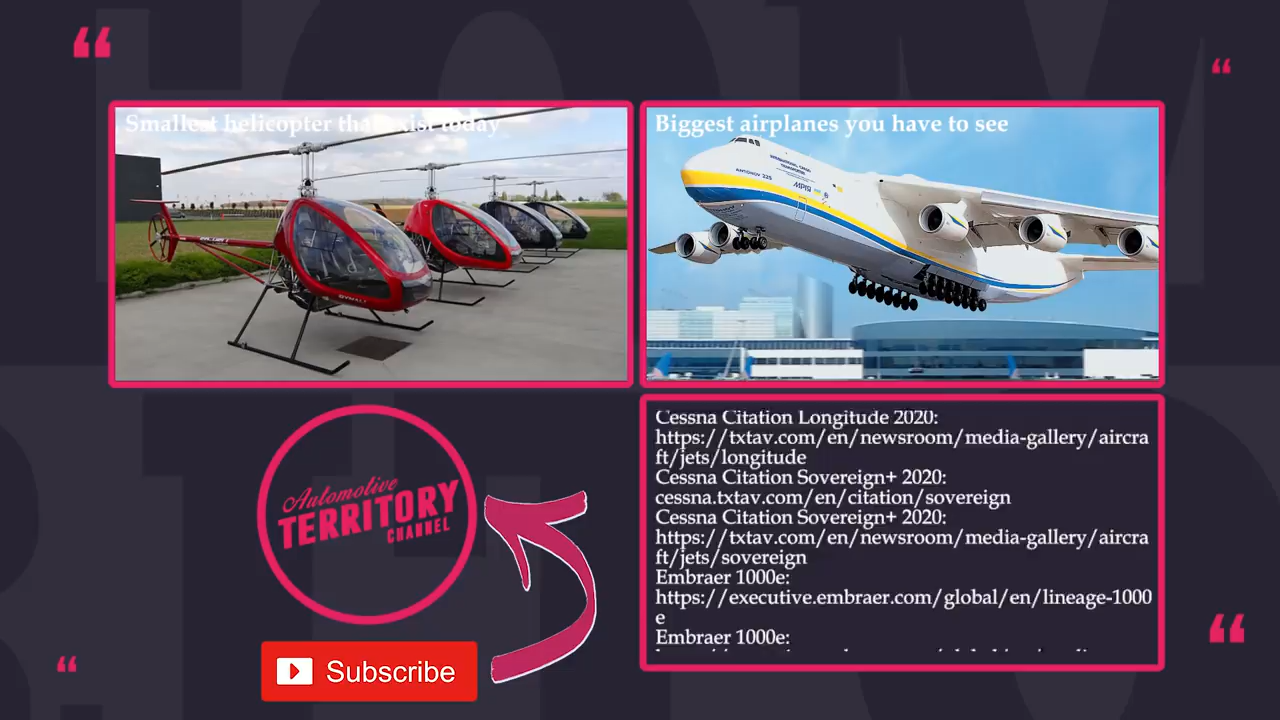 Smallest helicopter that exist today
Biggest airplanes you have to see
ANTONOV 225
Cessna Citation Longitude 2020:
https://txtav.com/en/newsroom/media-gallery/aircra
ft/jets/longitude
Cessna Citation Sovereign+ 2020:
cessna.txtav.com/en/citation/sovereign
Cessna Citation Sovereign+ 2020:
https://txtav.com/en/newsroom/media-gallery/aircra
ft/jets/sovereign
Embraer 1000e:
https://executive.embraer.com/global/en/lineage-1000
e
Embraer 1000e:
Automotive
TERRITORY
CHANNEL
Subscribe